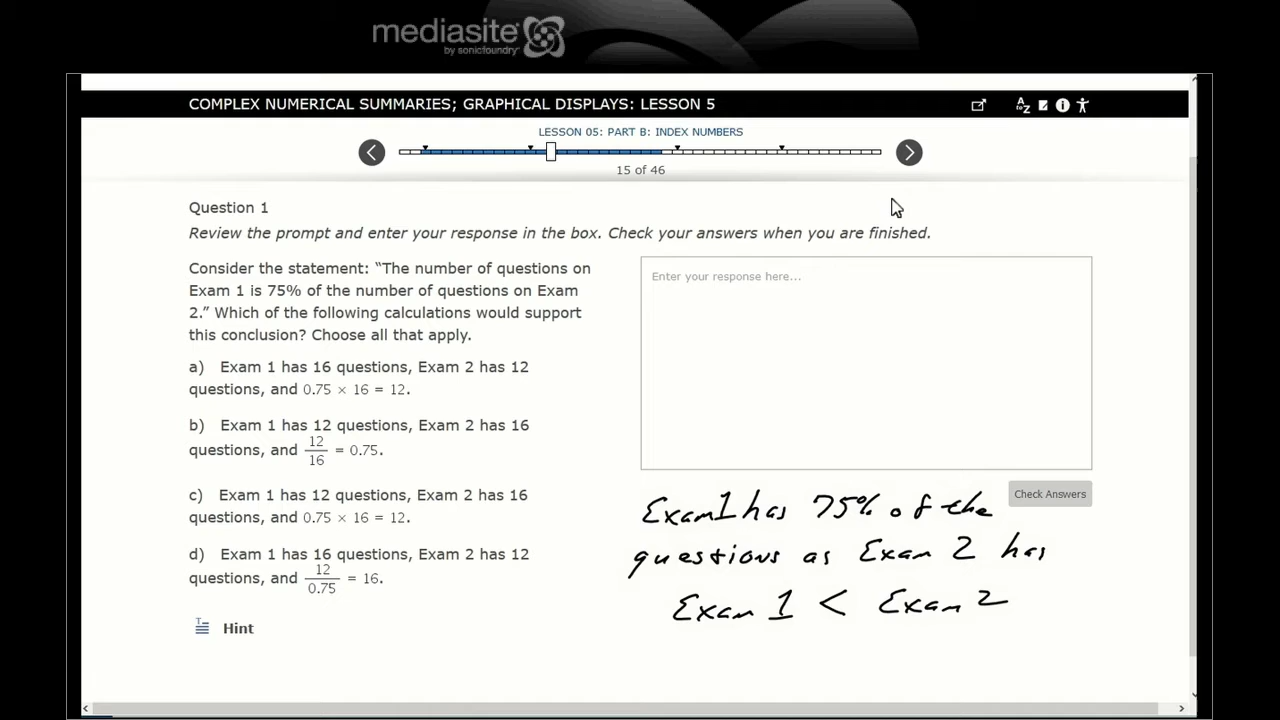 mediasite
by sonicfoundry
COMPLEX NUMERICAL SUMMARIES; GRAPHICAL DISPLAYS: LESSON 5
A to Z
LESSON 05: PART B: INDEX NUMBERS
15 of 46
Question 1
Review the prompt and enter your response in the box. Check your answers when you are finished.
Consider the statement: “The number of questions on
Exam 1 is 75% of the number of questions on Exam
2.” Which of the following calculations would support
this conclusion? Choose all that apply.
a) Exam 1 has 16 questions, Exam 2 has 12
questions, and 0.75 × 16 = 12.
b) Exam 1 has 12 questions, Exam 2 has 16
questions, and 12/16 = 0.75.
c) Exam 1 has 12 questions, Exam 2 has 16
questions, and 0.75 × 16 = 12.
d) Exam 1 has 16 questions, Exam 2 has 12
questions, and 12/0.75 = 16.
Hint
Enter your response here...
Check Answers
Exam 1 has 75% of the
questions as Exam 2 has
Exam 1 < Exam 2